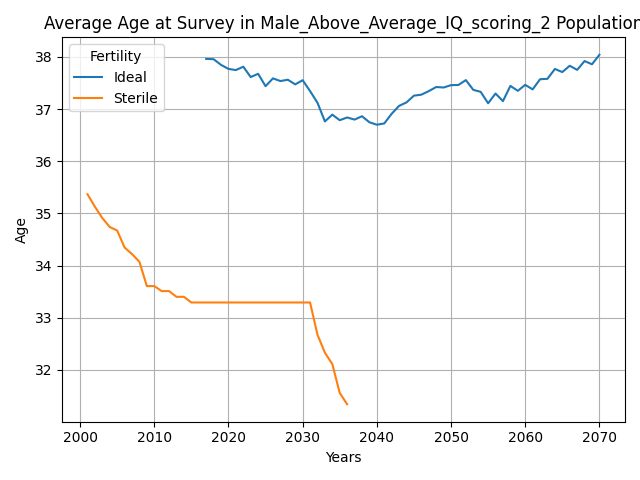 Average Age at Survey in Male_Above_Average_IQ_scoring_2 Population
Fertility
Ideal
Sterile
38
37
36
35
34
33
32
Age
2000 2010 2020 2030 2040 2050 2060 2070
Years